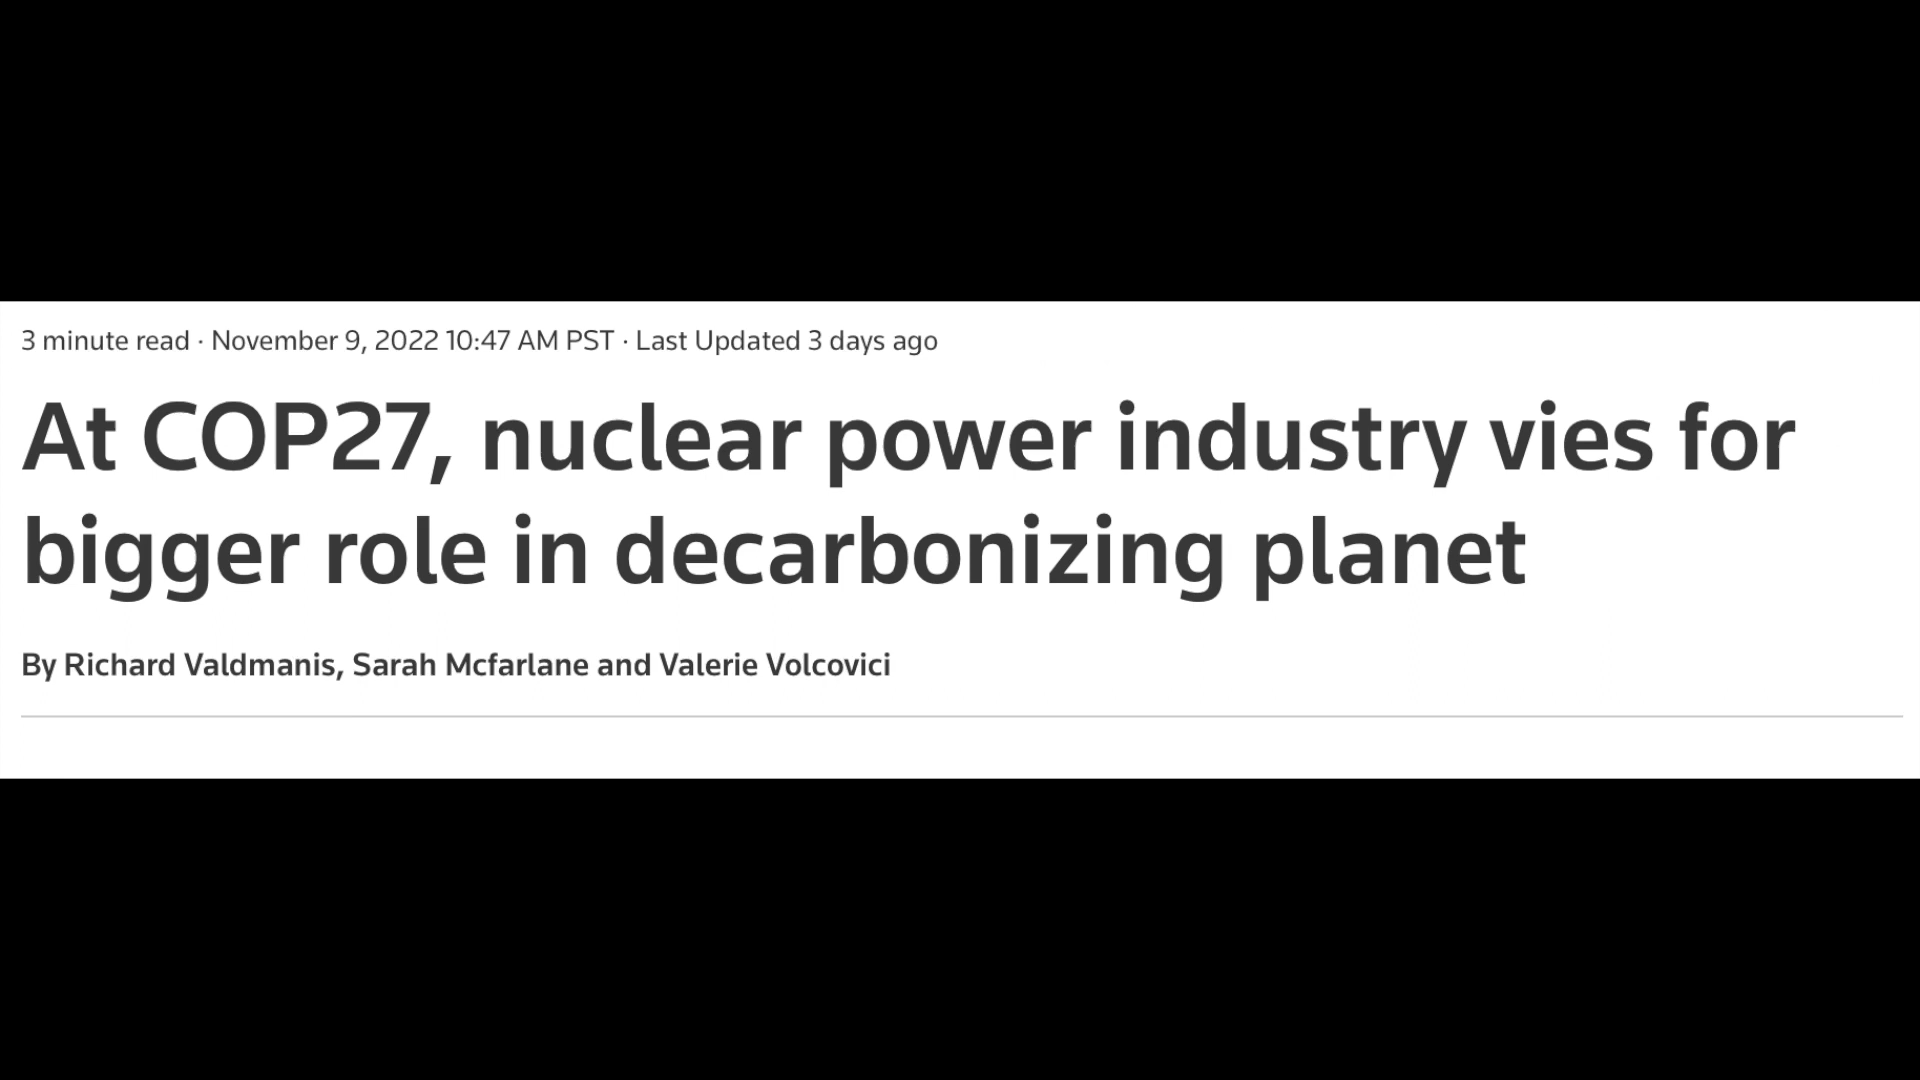 3 minute read · November 9, 2022 10:47 AM PST · Last Updated 3 days ago
At COP27, nuclear power industry vies for
bigger role in decarbonizing planet
By Richard Valdmanis, Sarah Mcfarlane and Valerie Volcovici